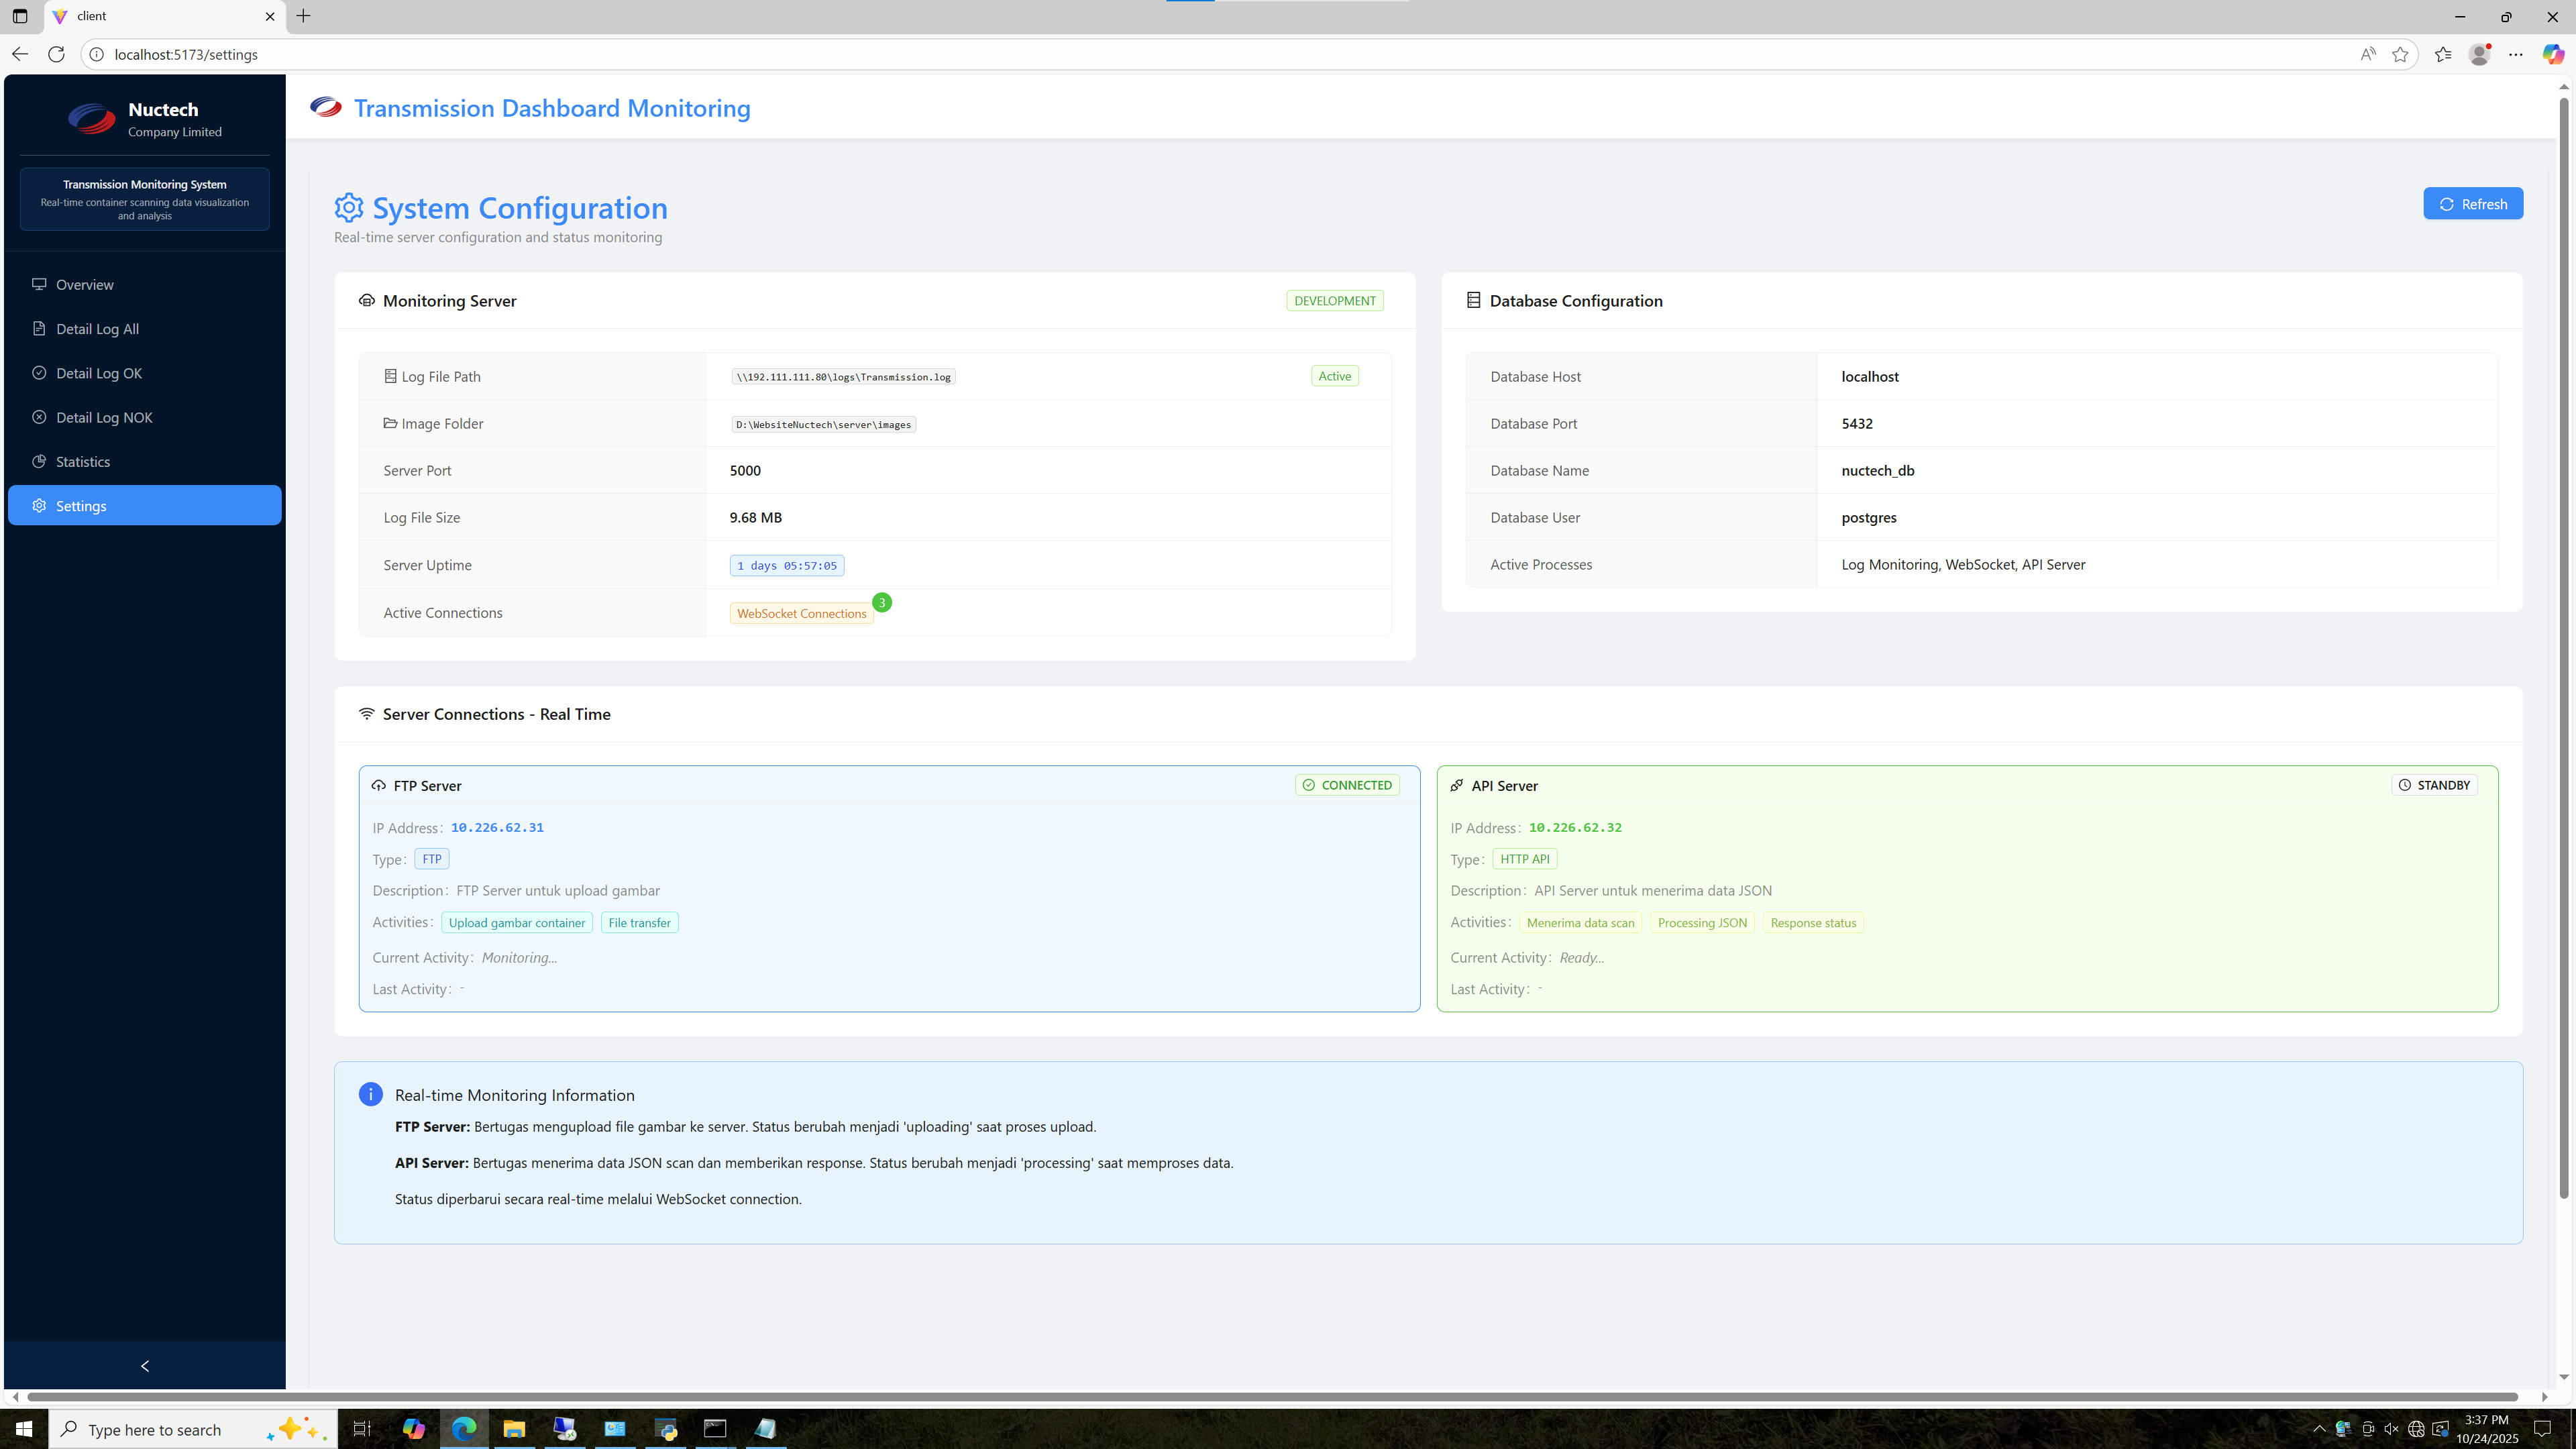 client
localhost:5173/settings
Nuctech
Company Limited
Transmission Monitoring System
Real-time container scanning data visualization
and analysis
Overview
Detail Log All
Detail Log OK
Detail Log NOK
Statistics
Settings
Transmission Dashboard Monitoring
System Configuration
Real-time server configuration and status monitoring
Refresh
Monitoring Server
DEVELOPMENT
Log File Path
\\192.111.111.80\logs\Transmission.log
Active
Image Folder
D:\WebsiteNuctech\server\images
Server Port
5000
Log File Size
9.68 MB
Server Uptime
1 days 05:57:05
Active Connections
WebSocket Connections
3
Database Configuration
Database Host
localhost
Database Port
5432
Database Name
nuctech_db
Database User
postgres
Active Processes
Log Monitoring, WebSocket, API Server
Server Connections - Real Time
FTP Server
CONNECTED
IP Address: 10.226.62.31
Type: FTP
Description: FTP Server untuk upload gambar
Activities: Upload gambar container File transfer
Current Activity: Monitoring...
Last Activity: -
API Server
STANDBY
IP Address: 10.226.62.32
Type: HTTP API
Description: API Server untuk menerima data JSON
Activities: Menerima data scan Processing JSON Response status
Current Activity: Ready...
Last Activity: -
Real-time Monitoring Information
FTP Server: Bertugas mengupload file gambar ke server. Status berubah menjadi 'uploading' saat proses upload.
API Server: Bertugas menerima data JSON scan dan memberikan response. Status berubah menjadi 'processing' saat memproses data.
Status diperbarui secara real-time melalui WebSocket connection.
Type here to search
3:37 PM
10/24/2025